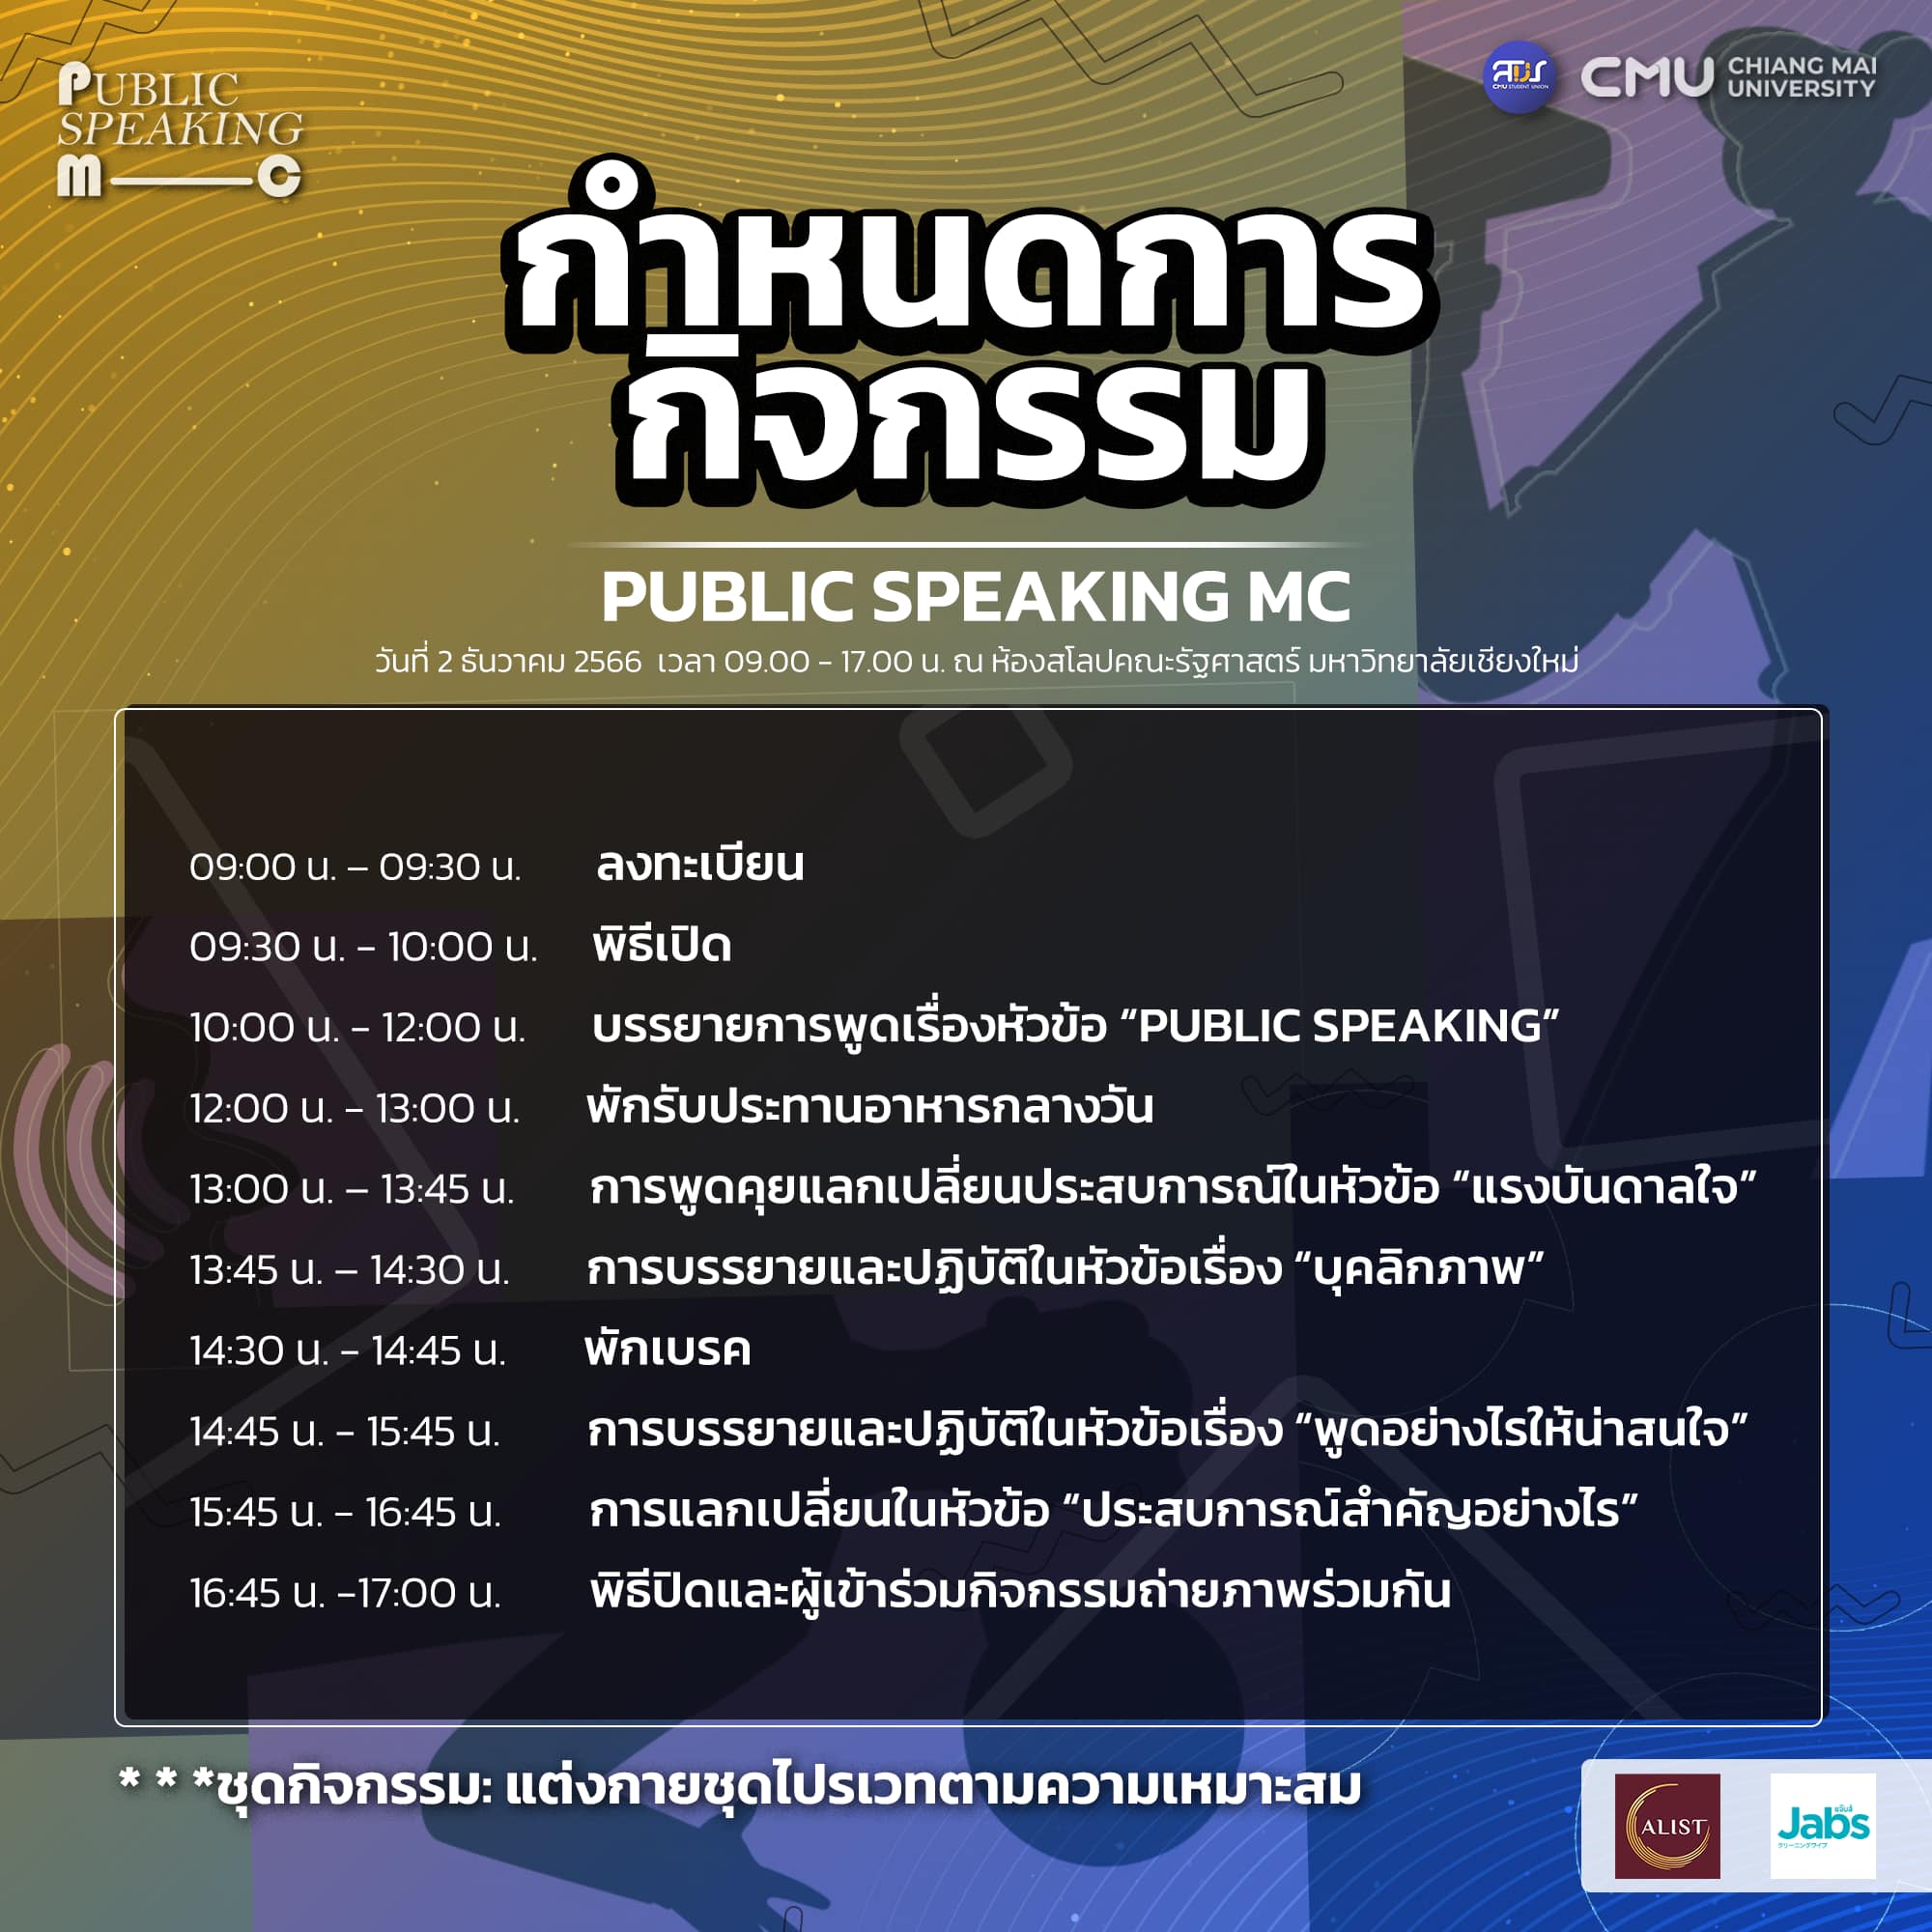 PUBLIC
SPEAKING
MC
สมร
CMU STUDENT UNION
CMU CHIANG MAI
UNIVERSITY
กำหนดการ
กิจกรรม
PUBLIC SPEAKING MC
วันที่ 2 ธันวาคม 2566 เวลา 09.00 - 17.00 น. ณ ห้องสโลปคณะรัฐศาสตร์ มหาวิทยาลัยเชียงใหม่
09:00 น. – 09:30 น. ลงทะเบียน
09:30 น. - 10:00 น. พิธีเปิด
10:00 น. - 12:00 น. บรรยายการพูดเรื่องหัวข้อ “PUBLIC SPEAKING”
12:00 น. - 13:00 น. พักรับประทานอาหารกลางวัน
13:00 น. – 13:45 น. การพูดคุยแลกเปลี่ยนประสบการณ์ในหัวข้อ “แรงบันดาลใจ”
13:45 น. – 14:30 น. การบรรยายและปฏิบัติในหัวข้อเรื่อง “บุคลิกภาพ”
14:30 น. - 14:45 น. พักเบรค
14:45 น. - 15:45 น. การบรรยายและปฏิบัติในหัวข้อเรื่อง “พูดอย่างไรให้น่าสนใจ”
15:45 น. - 16:45 น. การแลกเปลี่ยนในหัวข้อ “ประสบการณ์สำคัญอย่างไร”
16:45 น. -17:00 น. พิธีปิดและผู้เข้าร่วมกิจกรรมถ่ายภาพร่วมกัน
* * *ชุดกิจกรรม: แต่งกายชุดไปรเวทตามความเหมาะสม
ALIST
แจ๊บส์
Jabs
クリーニングワイフ